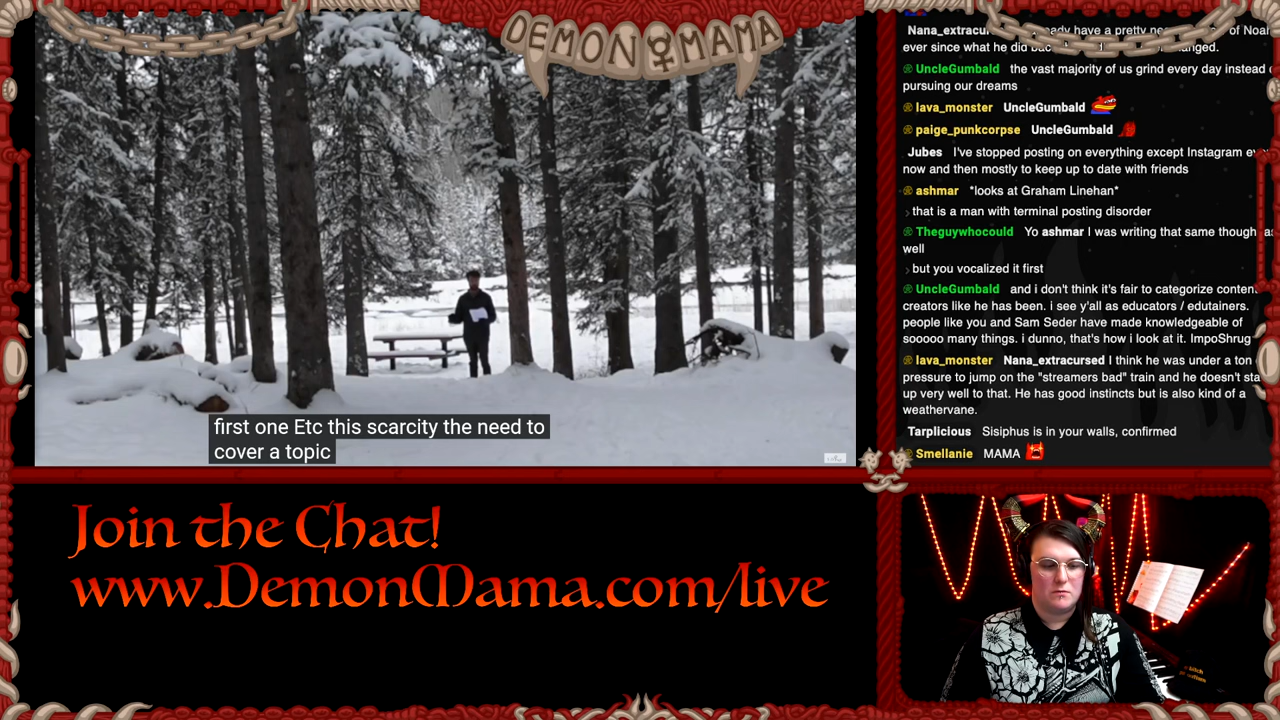 DEMON MAMA
Nana_extracur
ady have a pretty
of Noah
ever since what he did
UncleGumbald the vast majority of us grind every day instead
pursuing our dreams
lava_monster UncleGumbald
paige_punkcorpse UncleGumbald
Jubes I've stopped posting on everything except Instagram
now and then mostly to keep up to date with friends
ashmar *looks at Graham Linehan*
that is a man with terminal posting disorder
Theguywhocould Yo ashmar I was writing that same though as
well
but you vocalized it first
UncleGumbald and i don't think it's fair to categorize conten
creators like he has been. i see y'all as educators / edutainers.
people like you and Sam Seder have made knowledgeable of
sooooo many things. i dunno, that's how i look at it. ImpoShrug
lava_monster Nana_extracursed I think he was under a ton
pressure to jump on the "streamers bad" train and he doesn't sta
up very well to that. He has good instincts but is also kind of a
weathervane.
Tarplicious Sisiphus is in your walls, confirmed
Smellanie MAMA
first one Etc this scarcity the need to
cover a topic
Join the Chat!
www.DemonMama.com/live